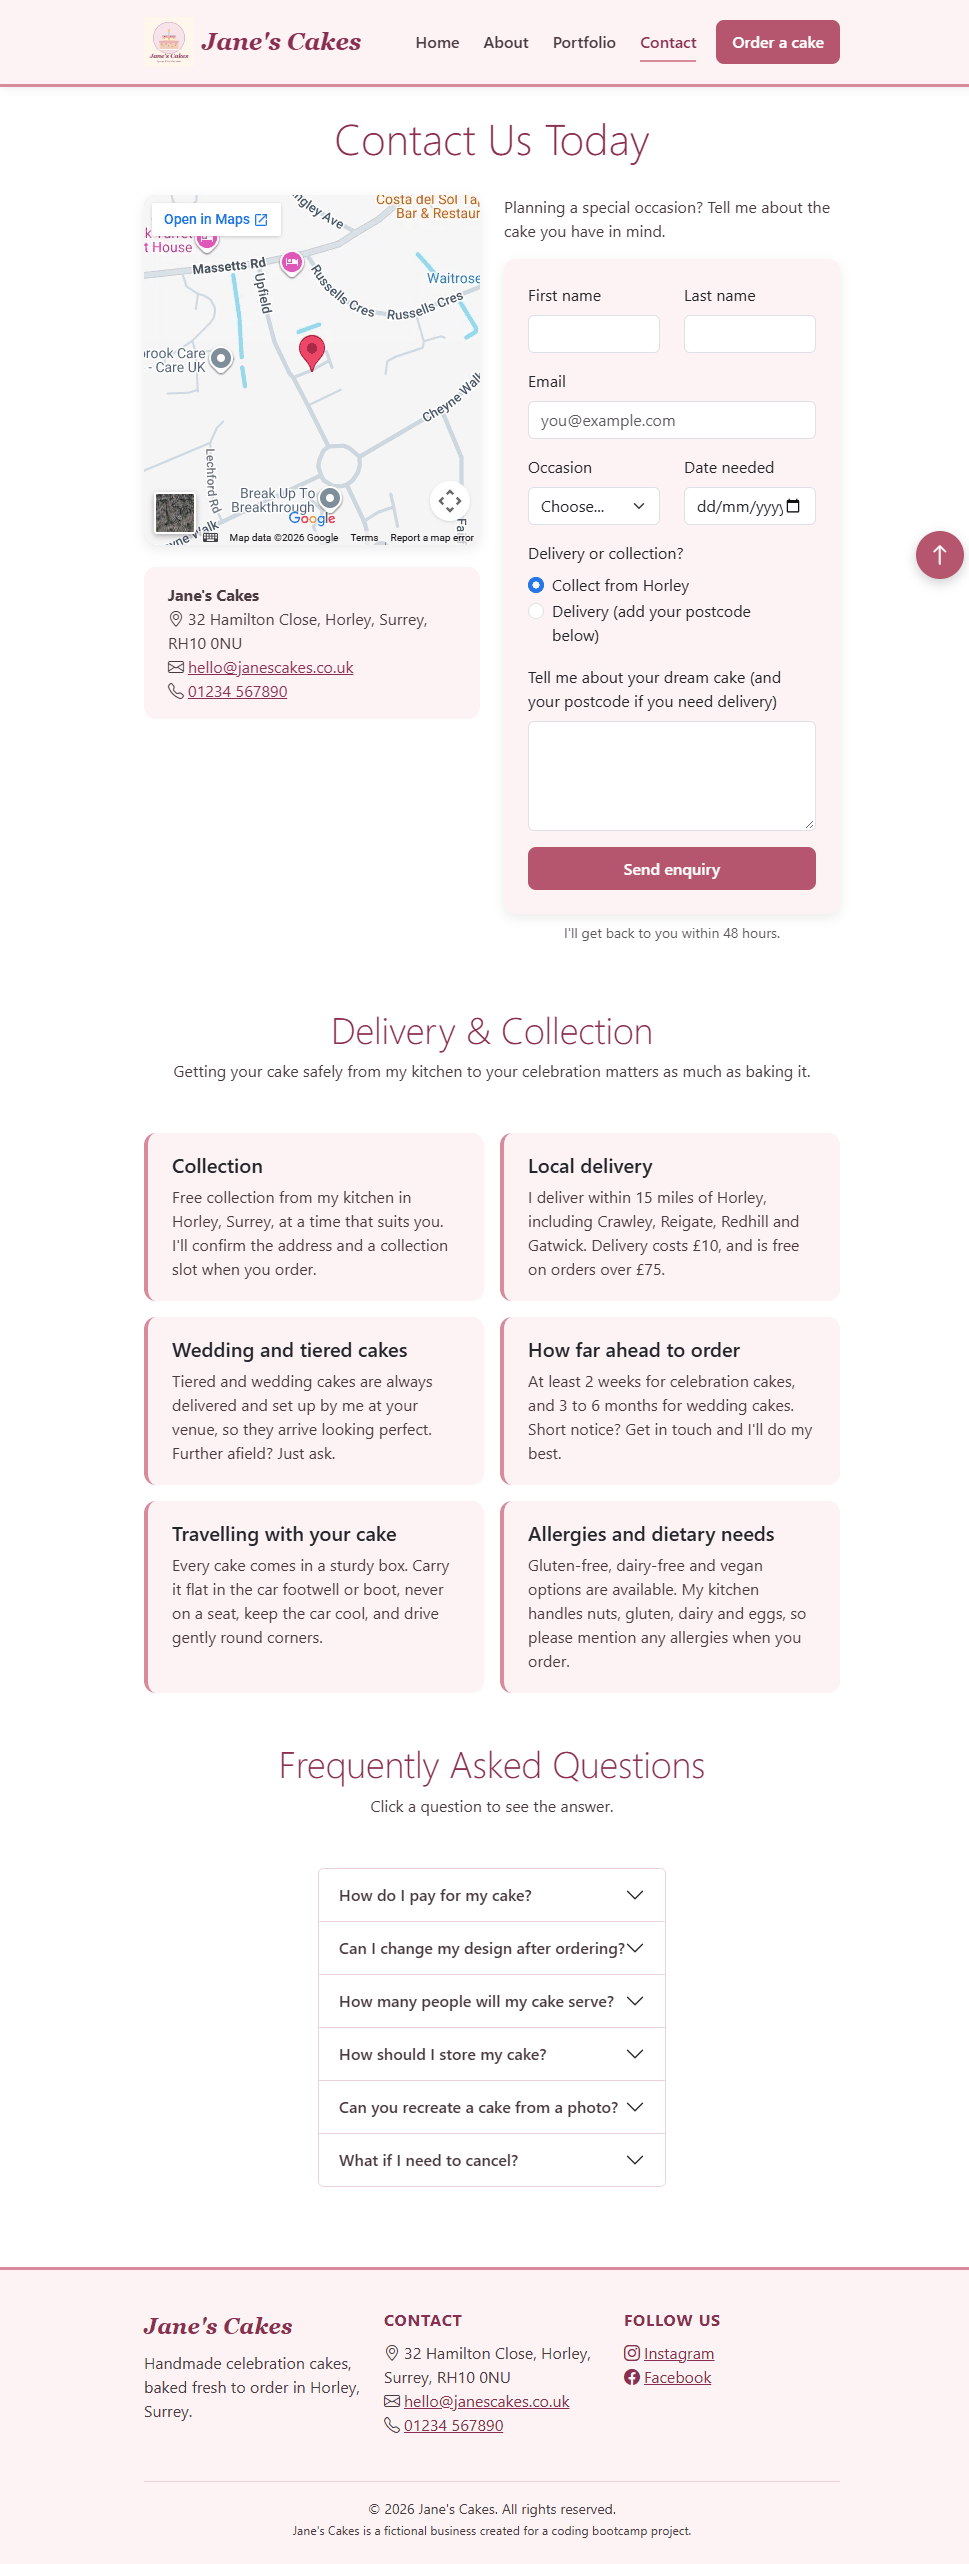 Jane's Cakes
Jane's Cakes
Home
About
Portfolio
Contact
Order a cake
Contact Us Today
Open in Maps
ngley Ave
Costa del Sol Ta
Bar & Restaur
t House
Massetts Rd
Upfield
Russells Cres
Russells Cres
Waitrose
brook Care
- Care UK
Cheyne Walk
Lechford Rd
Break Up To
Breakthrough
Google
yne Walk
Fa
Map data ©2026 Google
Terms
Report a map error
Jane's Cakes
32 Hamilton Close, Horley, Surrey,
RH10 0NU
hello@janescakes.co.uk
01234 567890
Planning a special occasion? Tell me about the
cake you have in mind.
First name
Last name
Email
you@example.com
Occasion
Date needed
Choose...
dd/mm/yyyy
Delivery or collection?
Collect from Horley
Delivery (add your postcode
below)
Tell me about your dream cake (and
your postcode if you need delivery)
Send enquiry
I'll get back to you within 48 hours.
Delivery & Collection
Getting your cake safely from my kitchen to your celebration matters as much as baking it.
Collection
Free collection from my kitchen in
Horley, Surrey, at a time that suits you.
I'll confirm the address and a collection
slot when you order.
Local delivery
I deliver within 15 miles of Horley,
including Crawley, Reigate, Redhill and
Gatwick. Delivery costs £10, and is free
on orders over £75.
Wedding and tiered cakes
Tiered and wedding cakes are always
delivered and set up by me at your
venue, so they arrive looking perfect.
Further afield? Just ask.
How far ahead to order
At least 2 weeks for celebration cakes,
and 3 to 6 months for wedding cakes.
Short notice? Get in touch and I'll do my
best.
Travelling with your cake
Every cake comes in a sturdy box. Carry
it flat in the car footwell or boot, never
on a seat, keep the car cool, and drive
gently round corners.
Allergies and dietary needs
Gluten-free, dairy-free and vegan
options are available. My kitchen
handles nuts, gluten, dairy and eggs, so
please mention any allergies when you
order.
Frequently Asked Questions
Click a question to see the answer.
How do I pay for my cake?
Can I change my design after ordering?
How many people will my cake serve?
How should I store my cake?
Can you recreate a cake from a photo?
What if I need to cancel?
Jane's Cakes
Handmade celebration cakes,
baked fresh to order in Horley,
Surrey.
CONTACT
32 Hamilton Close, Horley,
Surrey, RH10 0NU
hello@janescakes.co.uk
01234 567890
FOLLOW US
Instagram
Facebook
© 2026 Jane's Cakes. All rights reserved.
Jane's Cakes is a fictional business created for a coding bootcamp project.